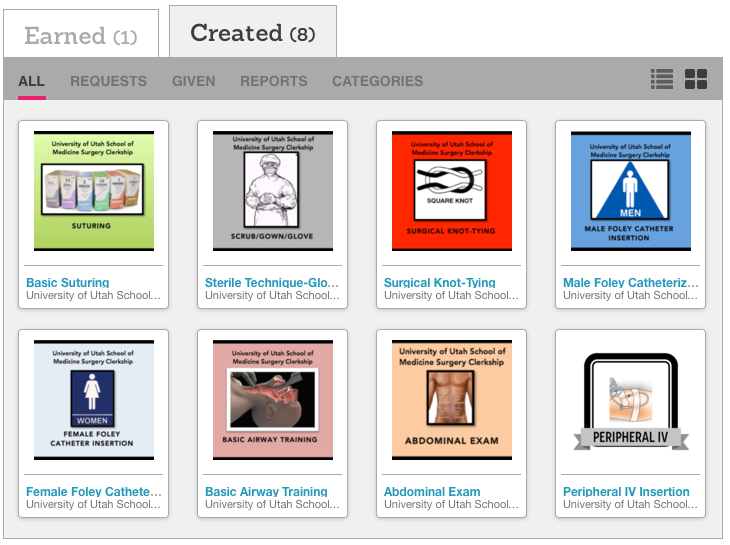 Earned (1)
Created (8)
ALL REQUESTS GIVEN REPORTS CATEGORIES
University of Utah School of
Medicine Surgery Clerkship
SUTURING
Basic Suturing
University of Utah School...
University of Utah School of
Medicine Surgery Clerkship
SCRUB/GOWN/GLOVE
Sterile Technique-Glo...
University of Utah School...
University of Utah School of
Medicine Surgery Clerkship
SQUARE KNOT
SURGICAL KNOT-TYING
Surgical Knot-Tying
University of Utah School...
University of Utah School of
Medicine Surgery Clerkship
MEN
MALE FOLEY CATHETER
INSERTION
Male Foley Catheteriz...
University of Utah School...
University of Utah School of
Medicine Surgery Clerkship
WOMEN
FEMALE FOLEY
CATHETER INSERTION
Female Foley Cathete...
University of Utah School...
University of Utah School of
Medicine Surgery Clerkship
BASIC AIRWAY TRAINING
Basic Airway Training
University of Utah School...
University of Utah School of
Medicine Surgery Clerkship
ABDOMINAL EXAM
Abdominal Exam
University of Utah School...
PERIPHERAL IV
Peripheral IV Insertion
University of Utah School...